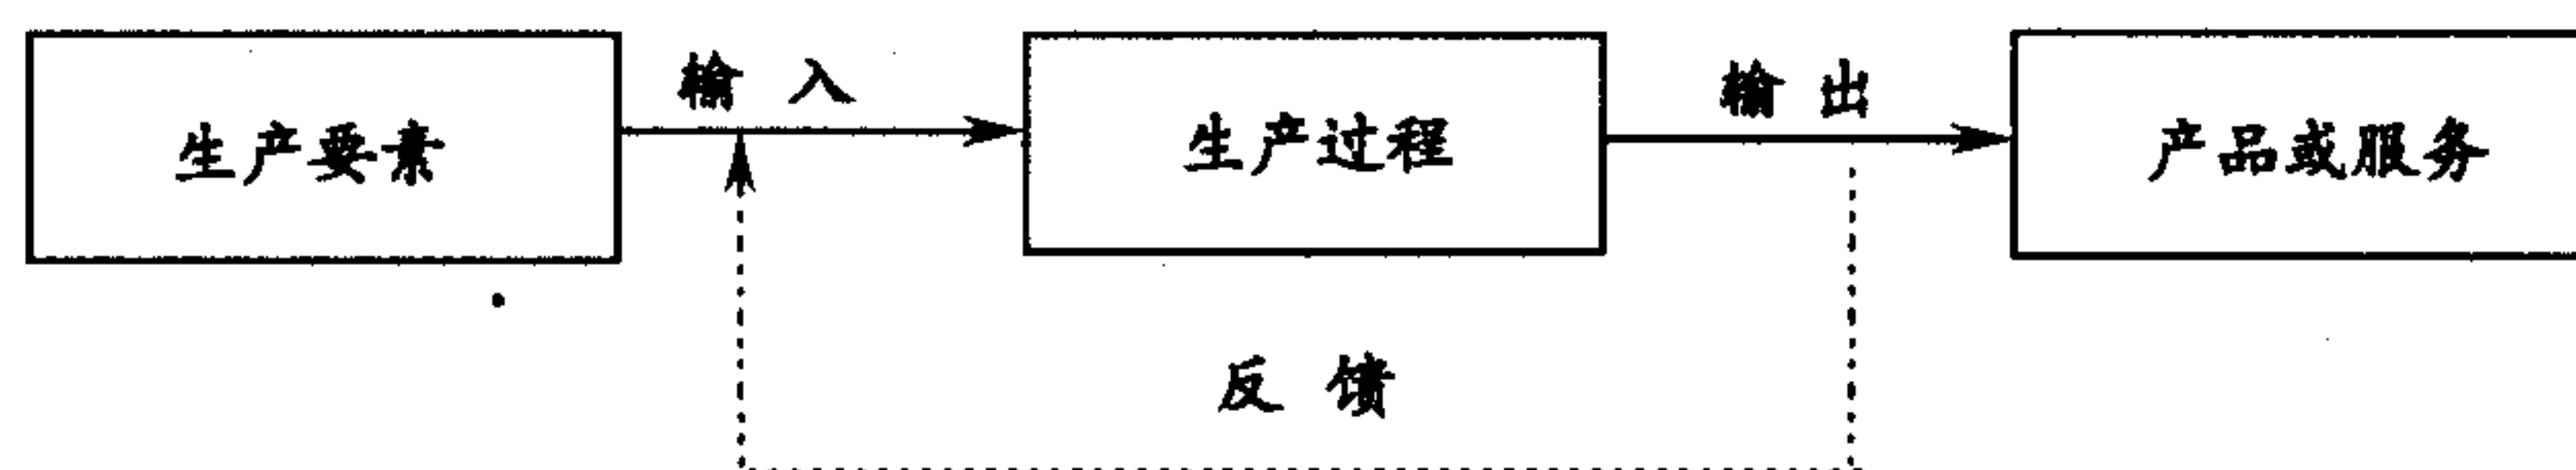 输入
输出
生产要素
生产过程
产品或服务
反馈